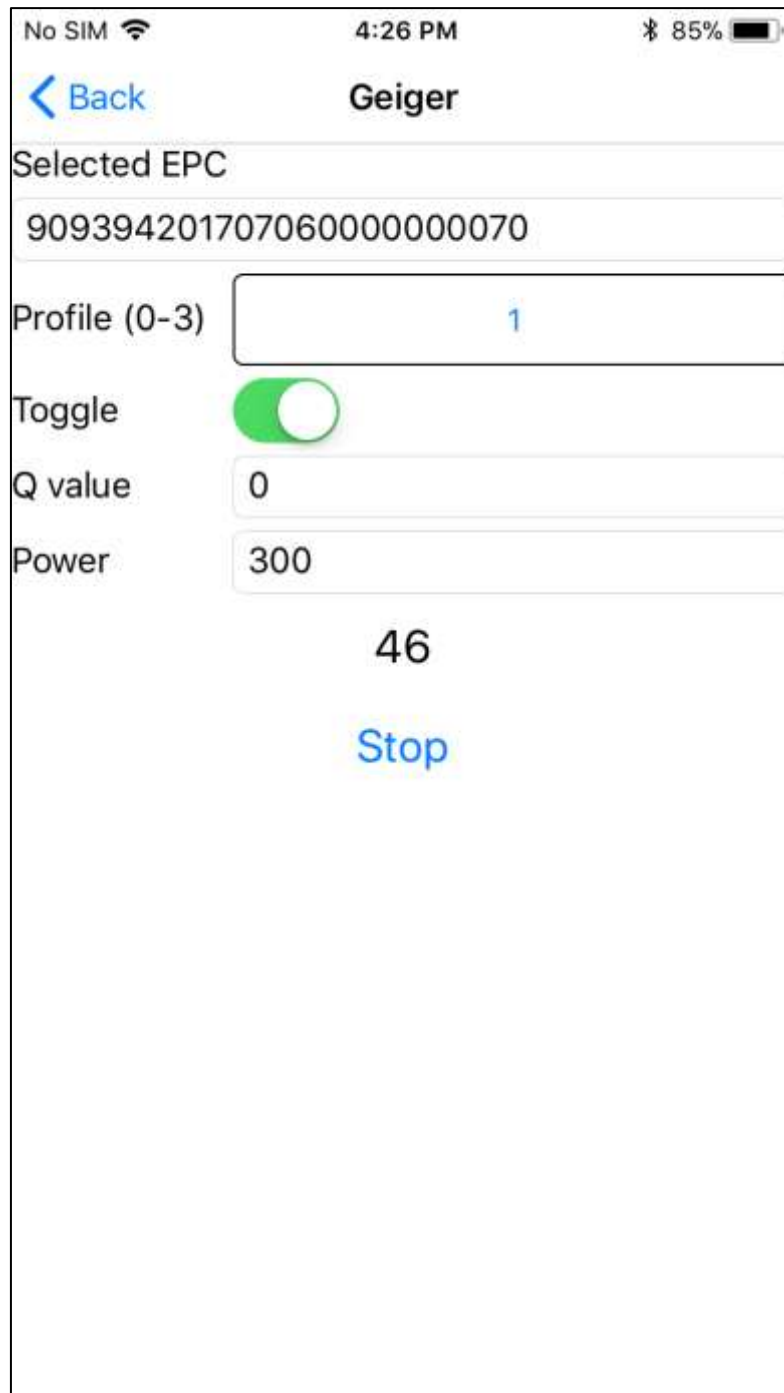 No SIM 4:26 PM 85%
Back Geiger
Selected EPC
9093942017070600000000070
Profile (0-3) 1
Toggle
Q value 0
Power 300
46
Stop